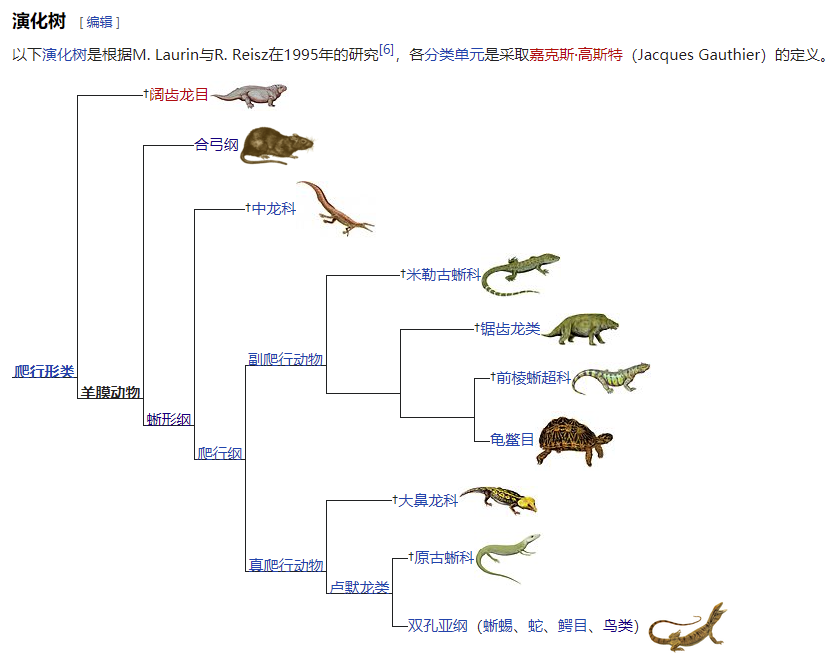 演化树 [编辑]
以下演化树是根据M. Laurin与R. Reisz在1995年的研究[6]，各分类单元是采取嘉克斯·高斯特（Jacques Gauthier）的定义。
†阔齿龙目
合弓纲
†中龙科
†米勒古蜥科
†锯齿龙类
副爬行动物
爬行形类
†前棱蜥超科
羊膜动物
蜥形纲
龟鳖目
爬行纲
†大鼻龙科
†原古蜥科
真爬行动物
卢默龙类
双孔亚纲（蜥蜴、蛇、鳄目、鸟类）